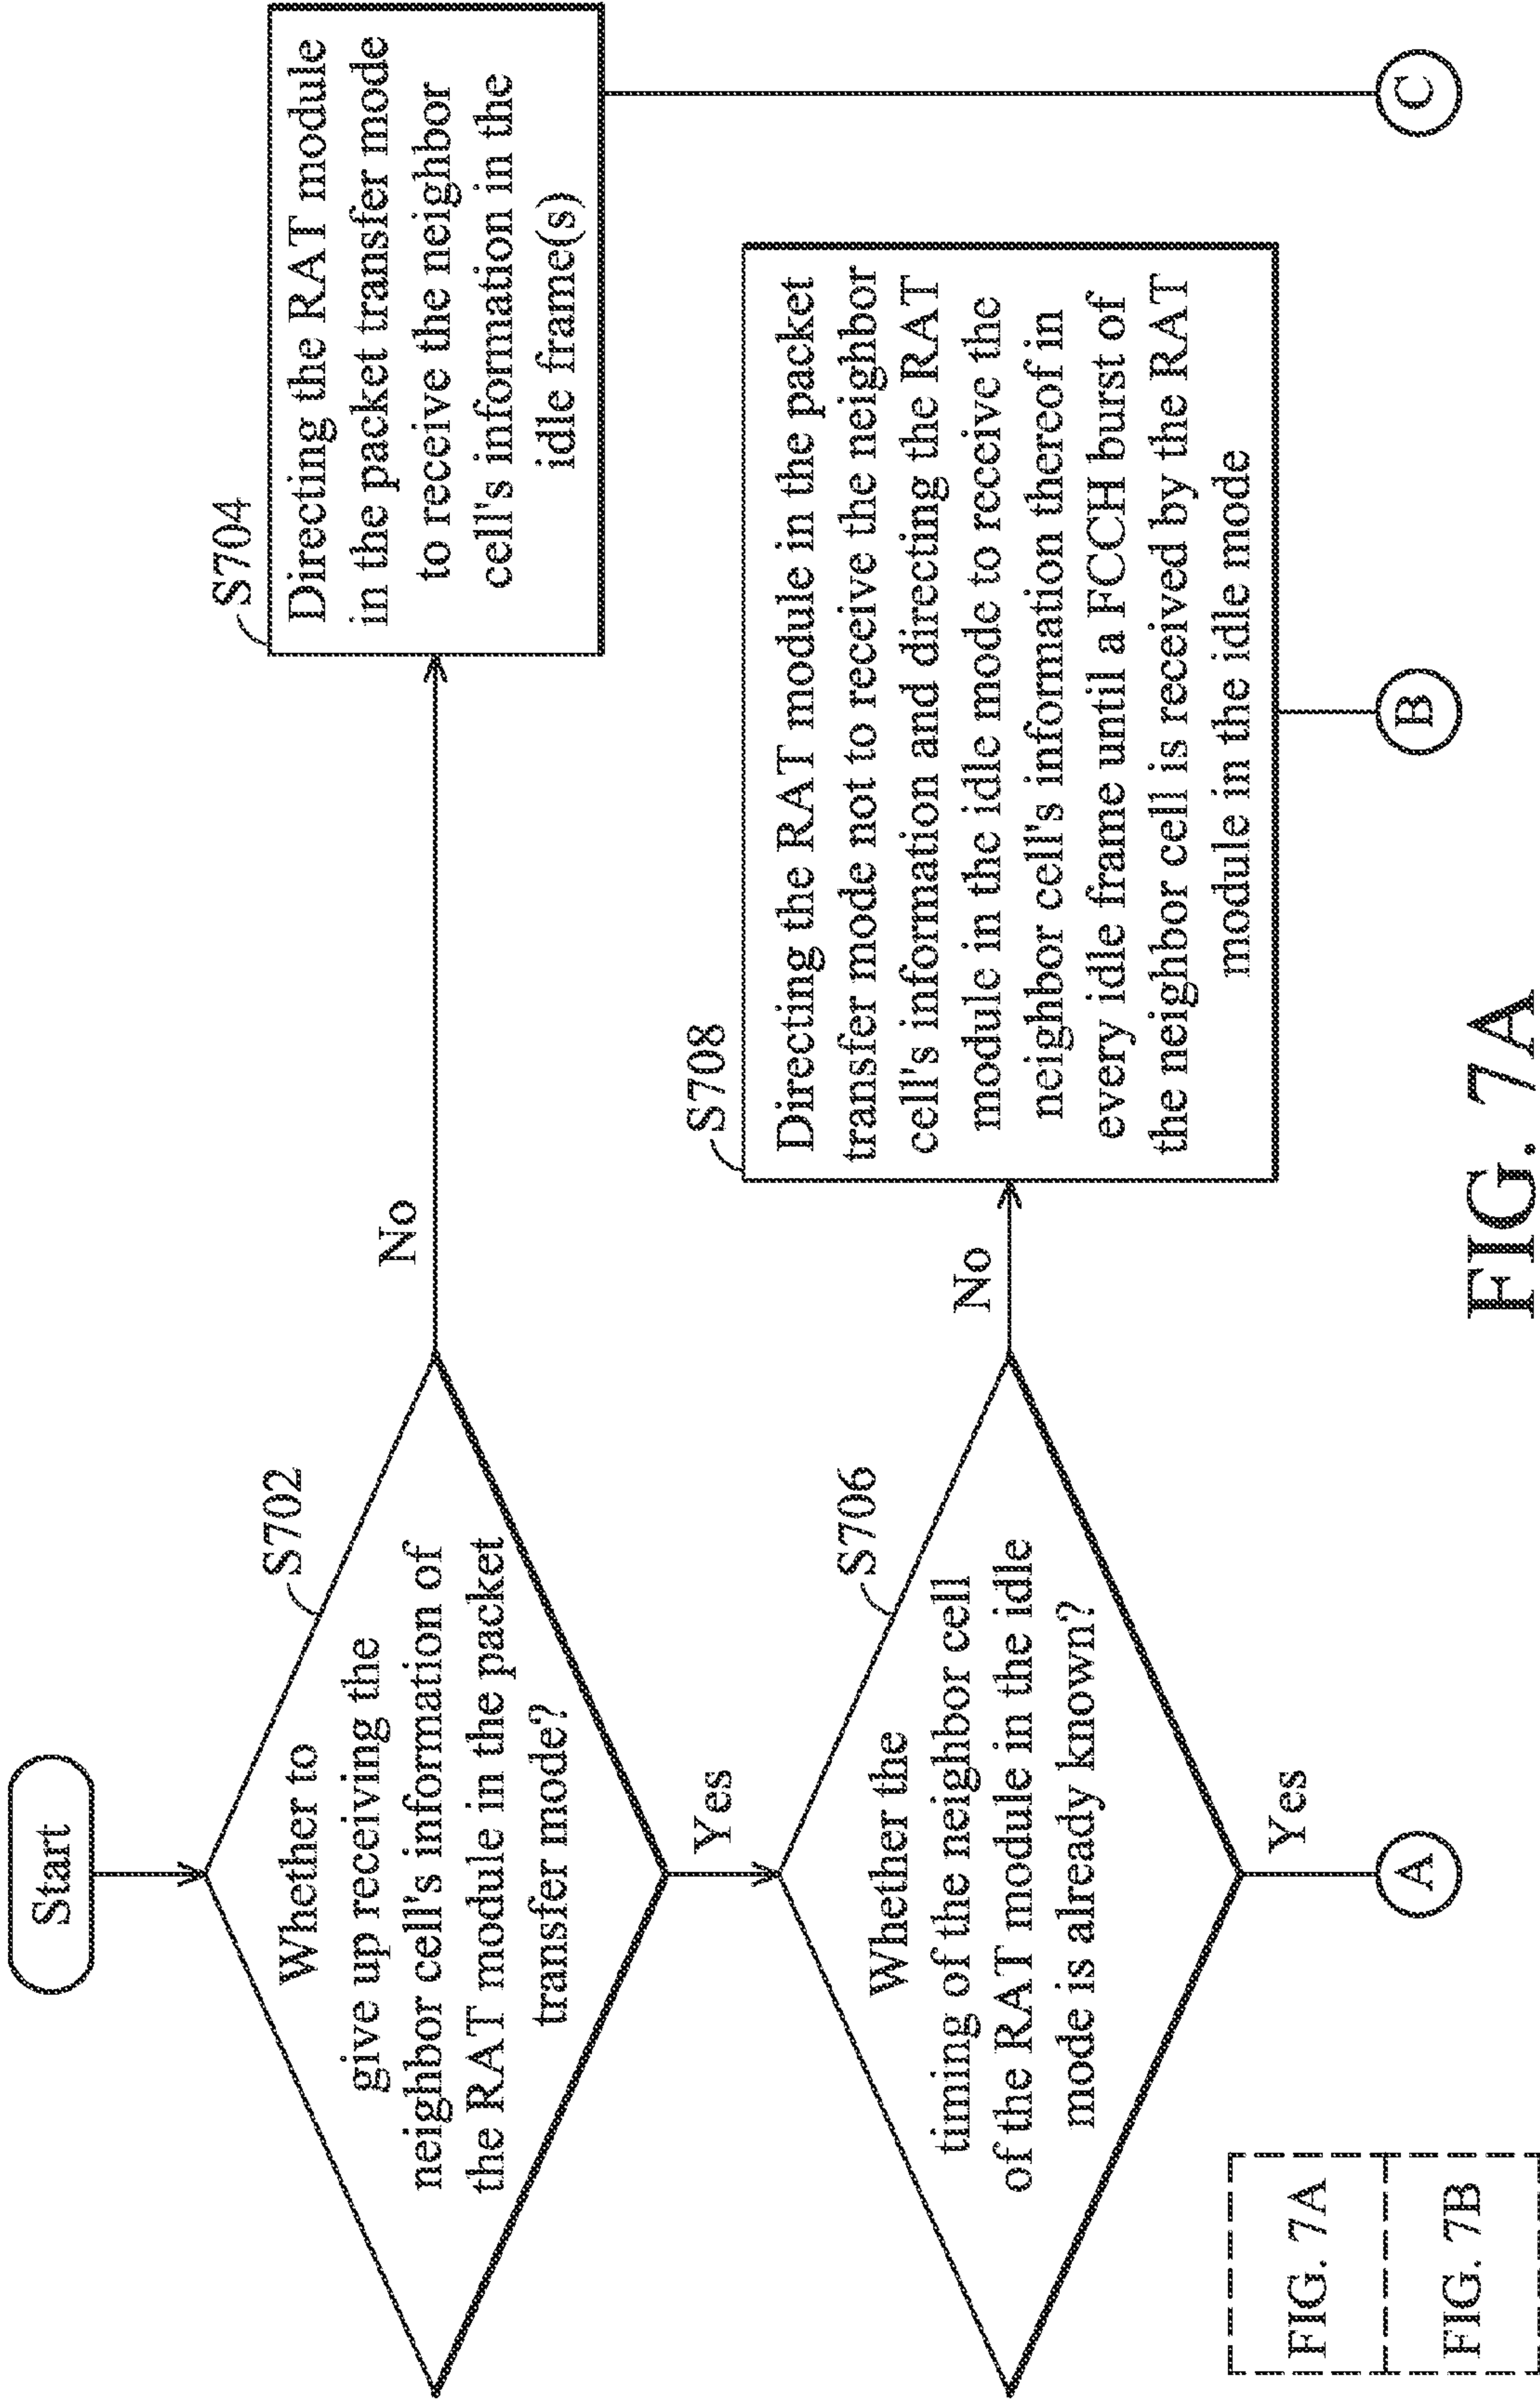 Start
Whether to
give up receiving the
neighbor cell's information of
the RAT module in the packet
transfer mode?
S702
No
S704
Directing the RAT module
in the packet transfer mode
to receive the neighbor
cell's information in the
idle frame(s)
Yes
Whether the
timing of the neighbor cell
of the RAT module in the idle
mode is already known?
S706
No
S708
Directing the RAT module in the packet
transfer mode not to receive the neighbor
cell's information and directing the RAT
module in the idle mode to receive the
neighbor cell's information thereof in
every idle frame until a FCCH burst of
the neighbor cell is received by the RAT
module in the idle mode
Yes
A
B
C
FIG. 7A
FIG. 7B
FIG. 7A